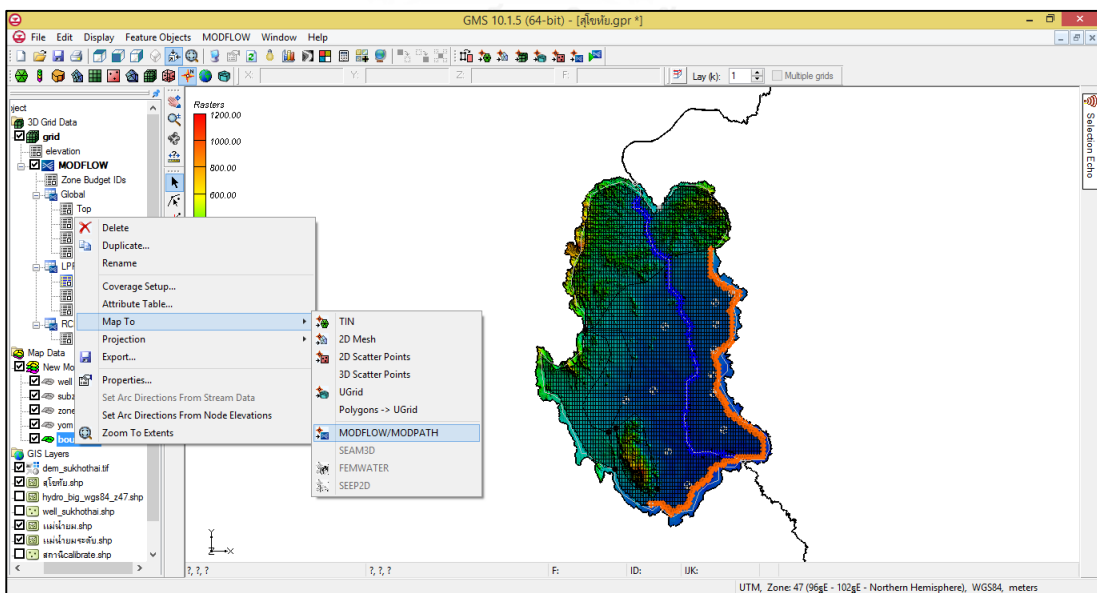 GMS 10.1.5 (64-bit) - [สุโขทัย.gpr *]
File Edit Display Feature Objects MODFLOW Window Help
X: Y: Z: F: Lay (k): 1 Multiple grids
ject
3D Grid Data
grid
elevation
MODFLOW
Zone Budget IDs
Global
Top
LPF
RC
Map Data
New Mo
well
subz
zone
yom
bou
GIS Layers
dem_sukhothai.tif
สุโขทัย.shp
hydro_big_wgs84_z47.shp
well_sukhothai.shp
แม่น้ำยม.shp
แม่น้ำยมระดับ.shp
สถานีcalibrate.shp
Delete
Duplicate...
Rename
Coverage Setup...
Attribute Table...
Map To
Projection
Export...
Properties...
Set Arc Directions From Stream Data
Set Arc Directions From Node Elevations
Zoom To Extents
TIN
2D Mesh
2D Scatter Points
3D Scatter Points
UGrid
Polygons -> UGrid
MODFLOW/MODPATH
SEAM3D
FEMWATER
SEEP2D
Rasters
1200.00
1000.00
800.00
600.00
Selection Echo
Y
Z X
?, ?, ? ?, ?, ? F: ID: IJK:
UTM, Zone: 47 (96gE - 102gE - Northern Hemisphere), WGS84, meters